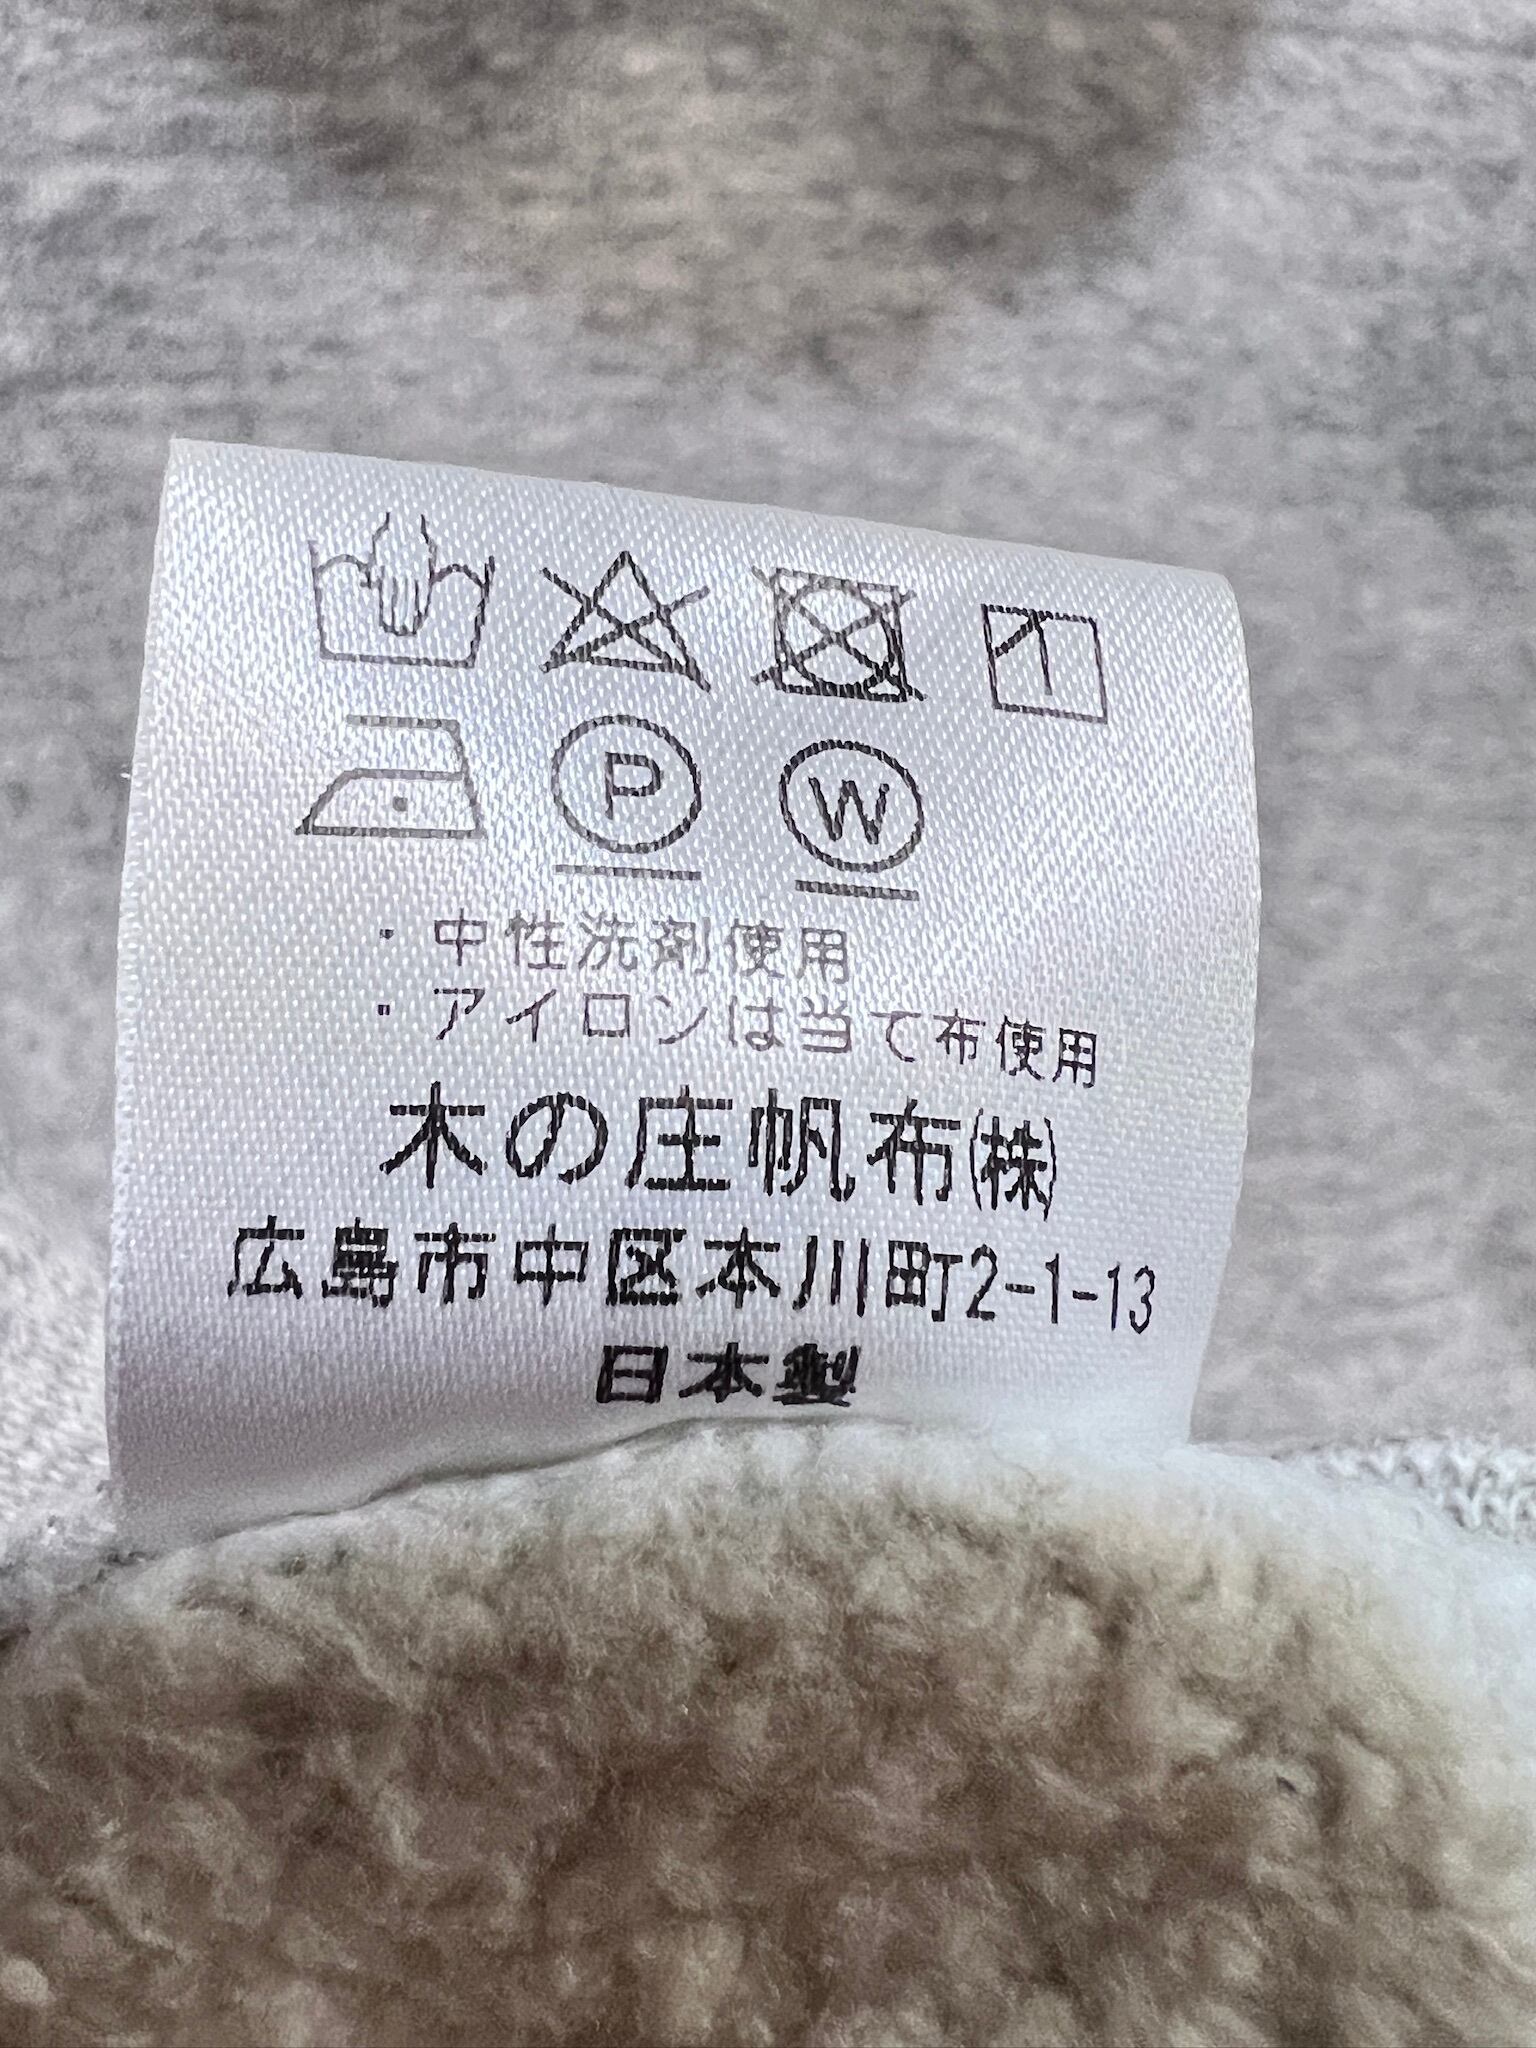 P W
・中性洗剤使用
・アイロンは当て布使用
木の庄帆布㈱
広島市中区本川町2-1-13
日本製